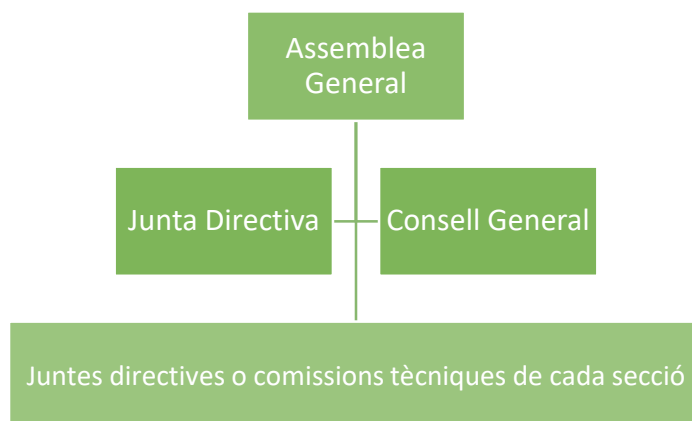 Assemblea
General
Junta Directiva
Consell General
Juntes directives o comissions tècniques de cada secció